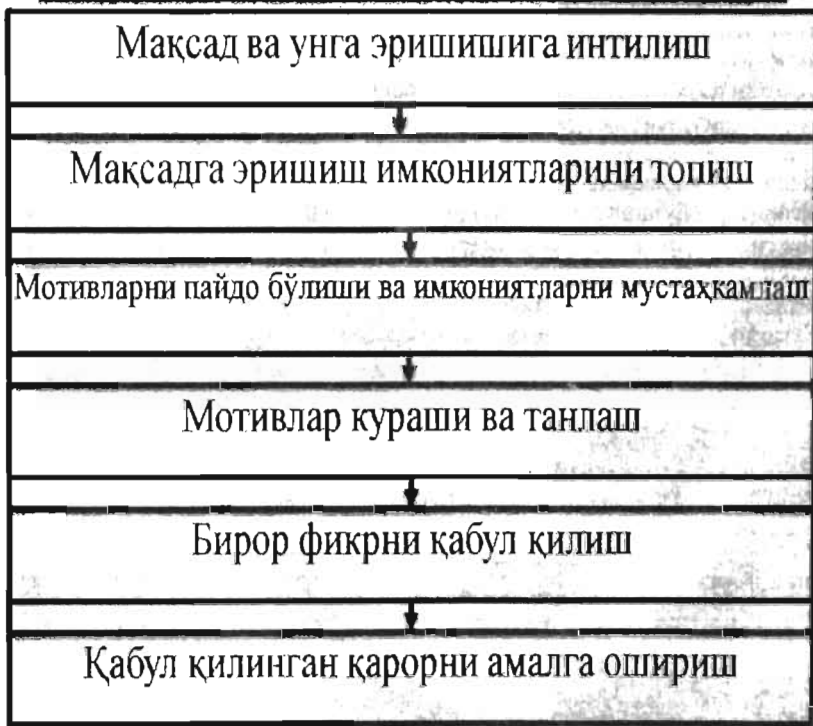 Мақсад ва унга эришишига интилиш
Мақсадга эришиш имкониятларини топиш
Мотивларни пайдо бўлиши ва имкониятларни мустаҳкамлаш
Мотивлар кураши ва танлаш
Бирор фикрни қабул қилиш
Қабул қилинган қарорни амалга ошириш